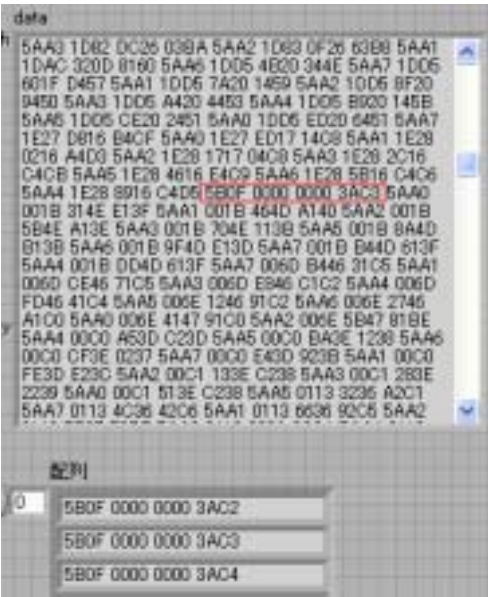 data
5AA3 1D82 DC26 038A 5AA2 1D83 0F26 6388 5AA1
1DAC 320D 8160 5AA6 1DD5 4B20 344E 5AA7 1DD5
601F D457 5AA1 1DD5 7A20 1459 5AA2 1DD5 8F20
9450 5AA3 1DD5 A420 4453 5AA4 1DD5 B920 145B
5AA6 1DD5 CE20 2451 5AA0 1DD5 ED20 6451 5AA7
1E27 D816 B4CF 5AA0 1E27 ED17 14C8 5AA1 1E28
0216 A4D3 5AA2 1E28 1717 04C8 5AA3 1E28 2C16
C4CB 5AA5 1E28 4616 E4C9 5AA6 1E28 5B16 C4C6
5AA4 1E28 8916 C4D5 5B0F 0000 0000 3AC3 5AA0
001B 314E E13F 5AA1 001B 464D A140 5AA2 001B
5B4E A13E 5AA3 001B 704E 113B 5AA5 001B 8A4D
B13B 5AA6 001B 9F4D E13D 5AA7 001B B44D 613F
5AA4 001B DD4D 613F 5AA7 006D B446 31C5 5AA1
006D CE46 71C5 5AA3 006D E846 C1C2 5AA4 006D
FD46 41C4 5AA5 006E 1246 91C2 5AA6 006E 2746
A1C0 5AA0 006E 4147 91C0 5AA2 006E 5B47 81BE
5AA4 00C0 A53D C23D 5AA5 00C0 BA3E 1238 5AA6
00C0 CF3E 0237 5AA7 00C0 E43D 923B 5AA1 00C0
FE3D E23C 5AA2 00C1 133E C238 5AA3 00C1 283E
2239 5AA0 00C1 513E C238 5AA5 0113 3236 A2C1
5AA7 0113 4C36 42C6 5AA1 0113 6636 92C5 5AA2
配列
0
5B0F 0000 0000 3AC2
5B0F 0000 0000 3AC3
5B0F 0000 0000 3AC4